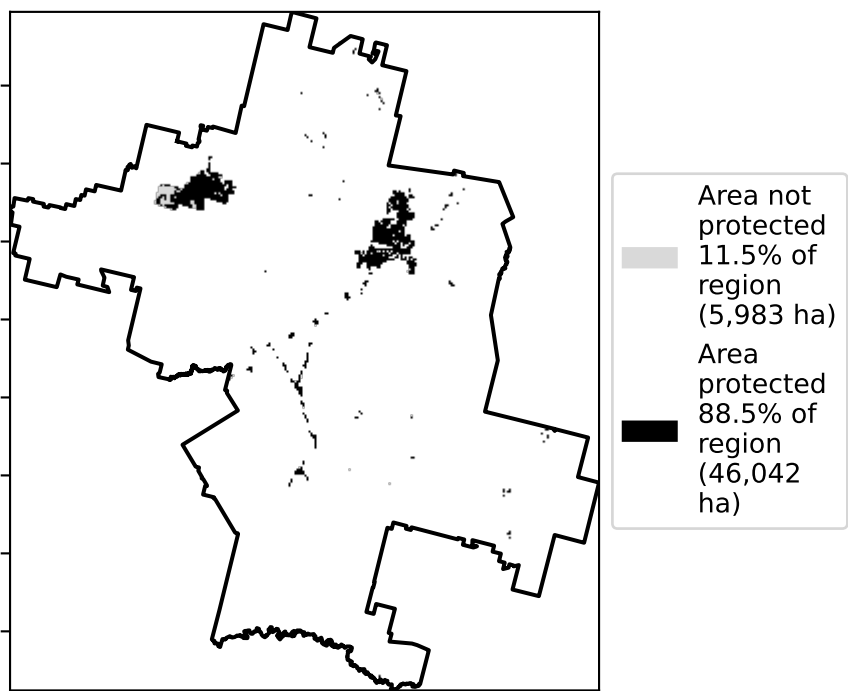 Area not
protected
11.5% of
region
(5,983 ha)
Area
protected
88.5% of
region
(46,042
ha)